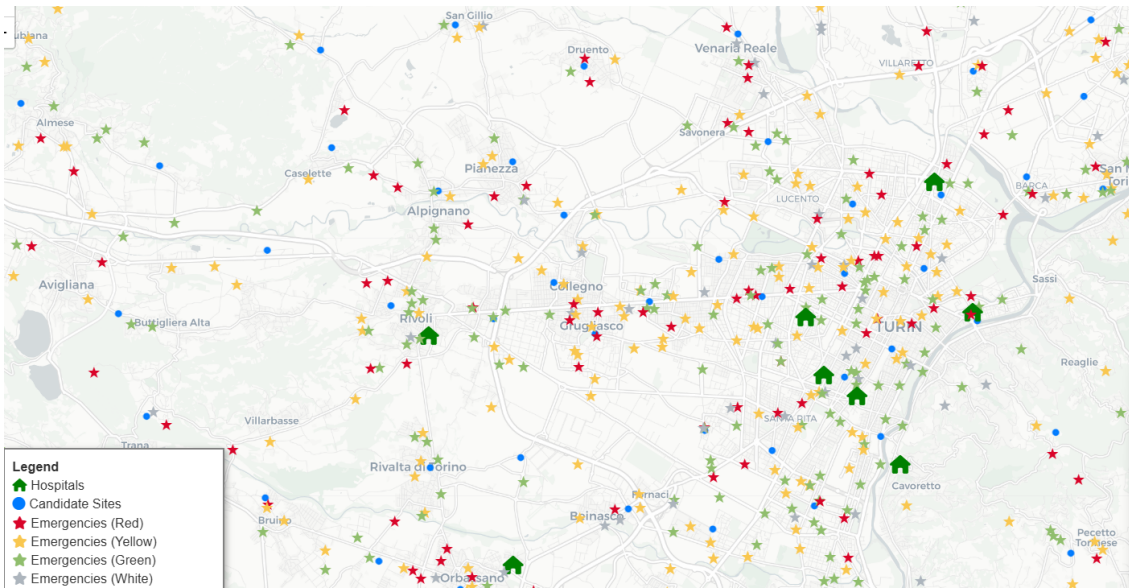 San Gillio
Druento
Venaria Reale
VILLARETTO
Almese
Savonera
Caselette
Pianezza
LUCENTO
BARCA
Alpignano
Avigliana
Collegno
Sassi
Buttigliera Alta
Rivoli
Grugliasco
TURIN
Reaglie
Villarbasse
SANTA RITA
Trana
Rivalta di Torino
Cavoretto
Fornaci
Beinasco
Bruino
Pecetto
Torinese
Orbassano
Legend
Hospitals
Candidate Sites
Emergencies (Red)
Emergencies (Yellow)
Emergencies (Green)
Emergencies (White)